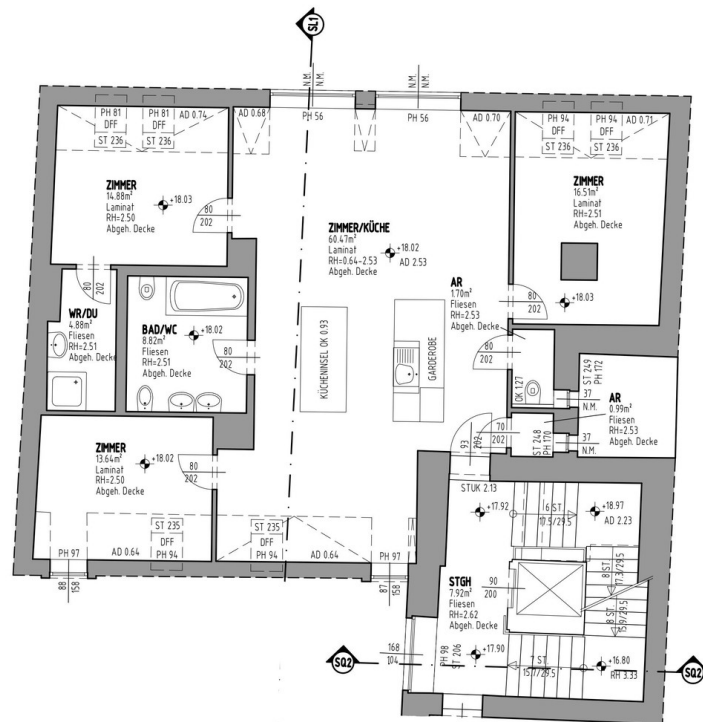 SL1
N.M.
N.M.
N.M.
N.M.
PH 81
DFF
ST 236
PH 81
DFF
ST 236
AD 0.74
AD 0.68
PH 56
PH 56
AD 0.70
PH 94
DFF
ST 236
PH 94
DFF
ST 236
AD 0.71
ZIMMER
14.88m²
Laminat
RH=2.50
Abgeh. Decke
+18.03
80
202
ZIMMER/KÜCHE
60.47m²
Laminat
RH=0.64-2.53
Abgeh. Decke
+18.02
AD 2.53
ZIMMER
16.51m²
Laminat
RH=2.51
Abgeh. Decke
+18.03
80
202
AR
1.70m²
Fliesen
RH=2.53
Abgeh. Decke
80
202
WR/DU
4.88m²
Fliesen
RH=2.51
Abgeh. Decke
80
202
BAD/WC
8.82m²
Fliesen
RH=2.51
Abgeh. Decke
+18.02
80
202
KÜCHENINSEL OK 0.93
GARDEROBE
OK 1.27
ST 249
PH 172
37
N.M.
AR
0.99m²
Fliesen
RH=2.53
Abgeh. Decke
70
202
ST 248
PH 170
37
N.M.
93
202
STUK 2.13
ZIMMER
13.64m²
Laminat
RH=2.50
Abgeh. Decke
+18.02
80
202
PH 97
AD 0.64
ST 235
DFF
PH 94
ST 235
DFF
PH 94
AD 0.64
PH 97
88
158
87
158
+17.92
6 ST.
17.5/29.5
+18.97
AD 2.23
STGH
7.92m²
Fliesen
RH=2.62
Abgeh. Decke
90
200
8 ST.
17.3/29.5
8 ST.
15.9/29.5
168
104
PH 98
ST 206
+17.90
7 ST.
15.7/29.5
+16.80
RH 3.33
SQ2
SQ2